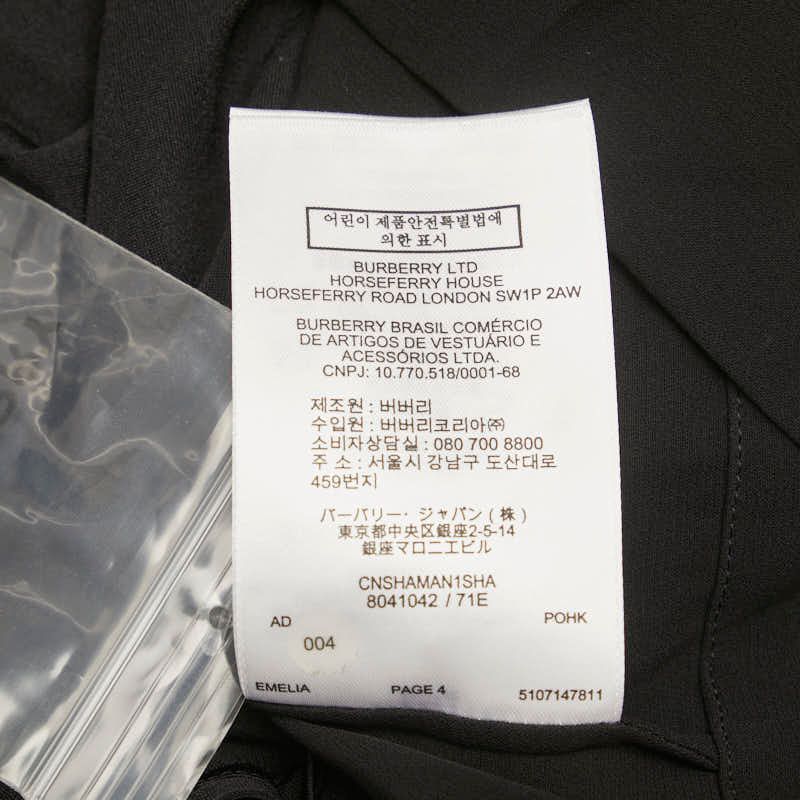 어린이 제품안전특별법에
의한 표시
BURBERRY LTD
HORSEFERRY HOUSE
HORSEFERRY ROAD LONDON SW1P 2AW
BURBERRY BRASIL COMÉRCIO
DE ARTIGOS DE VESTUÁRIO E
ACESSÓRIOS LTDA.
CNPJ: 10.770.518/0001-68
제조원 : 버버리
수입원 : 버버리코리아㈜
소비자상담실 : 080 700 8800
주 소 : 서울시 강남구 도산대로
459번지
バーバリー・ジャパン(株)
東京都中央区銀座2-5-14
銀座マロニエビル
CNSHAMAN1SHA
8041042 / 71E
AD POHK
004
EMELIA PAGE 4 5107147811